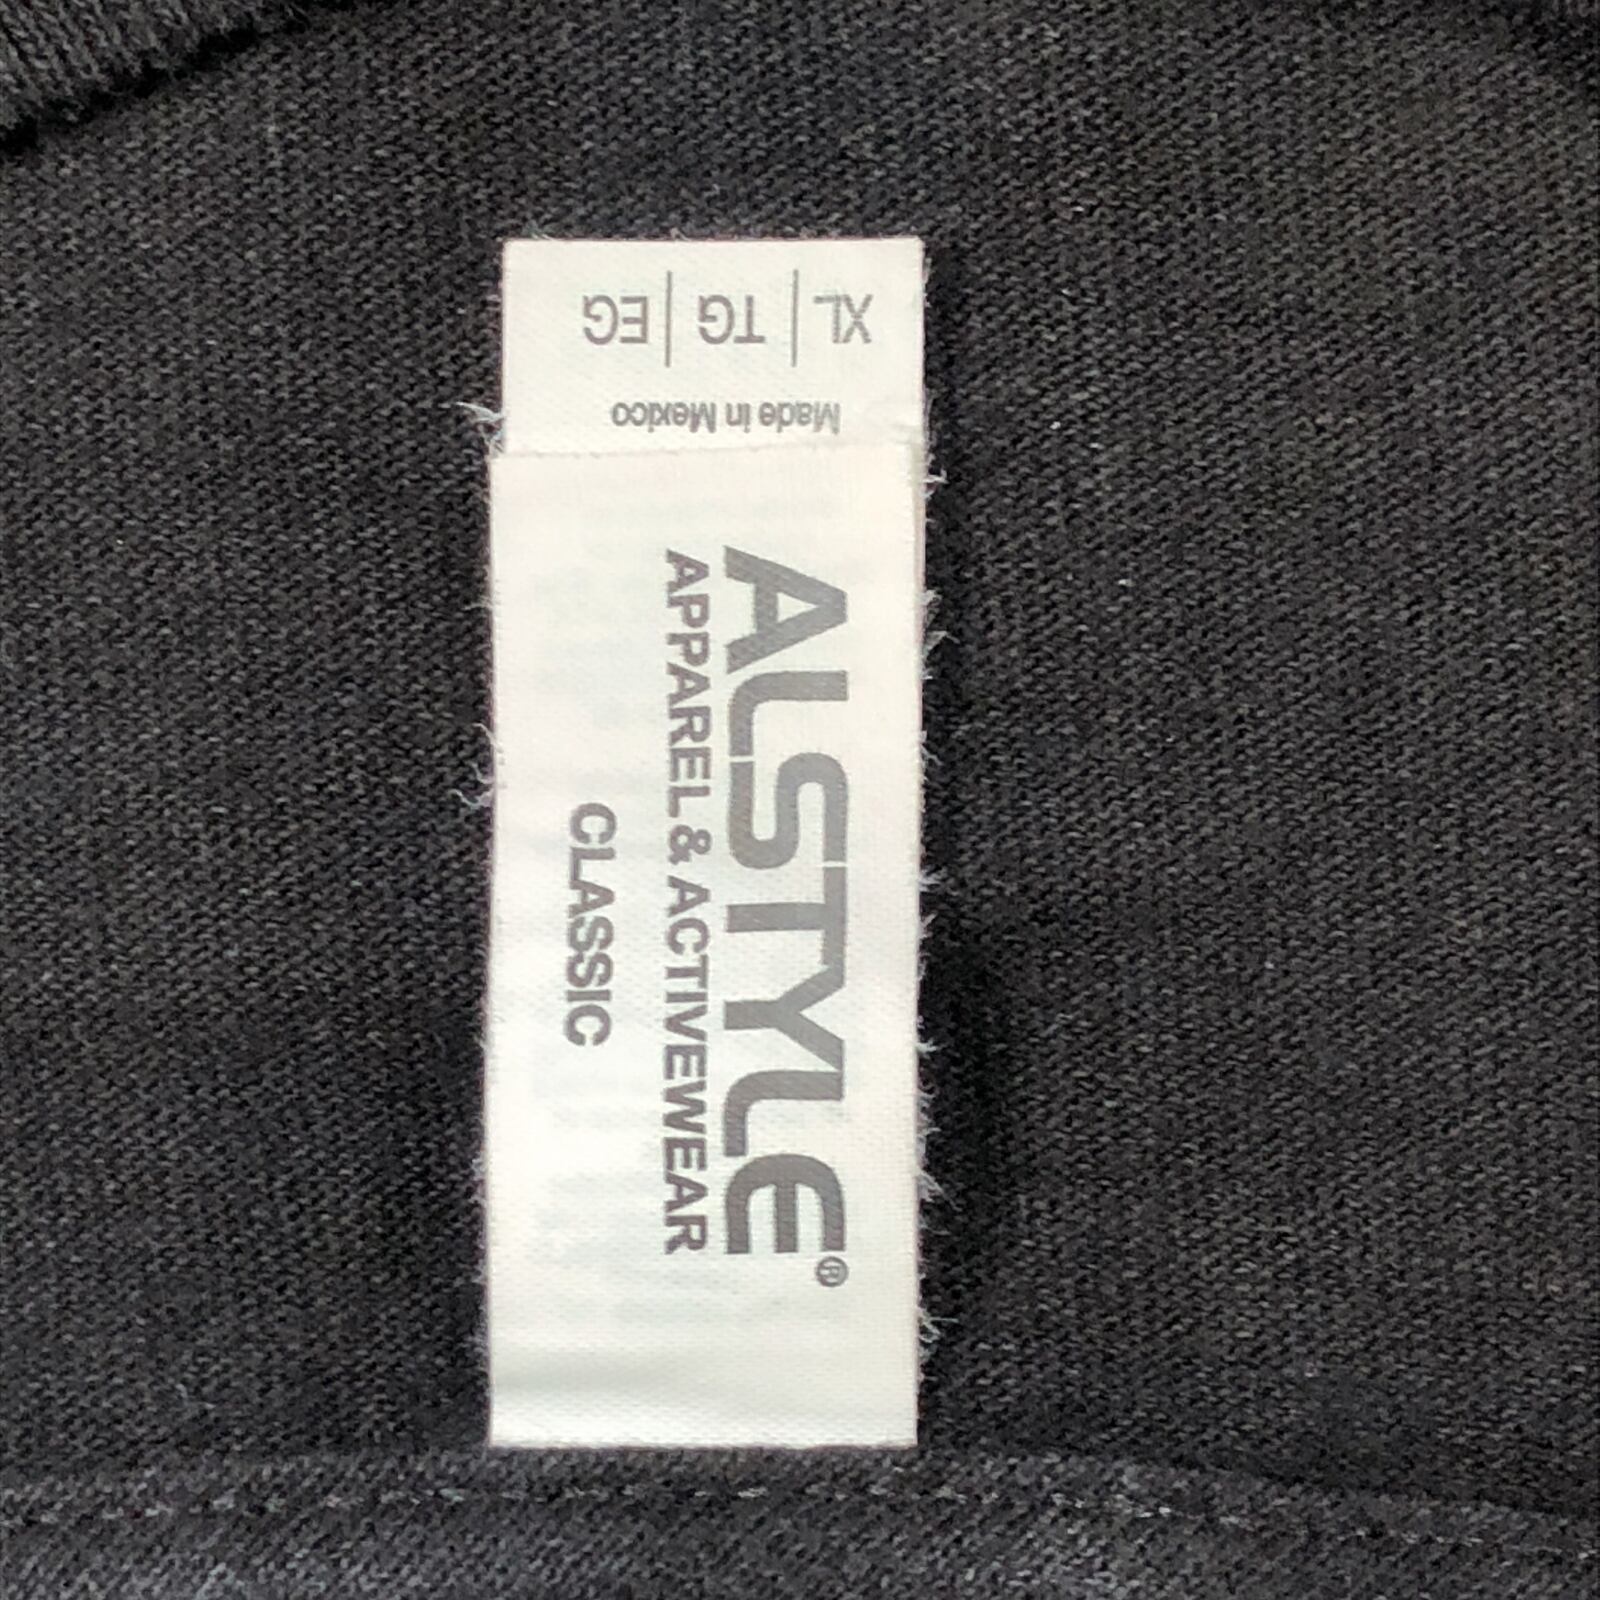 ALSTYLE®
APPAREL & ACTIVEWEAR
CLASSIC
XL | TG | EG
Made in Mexico